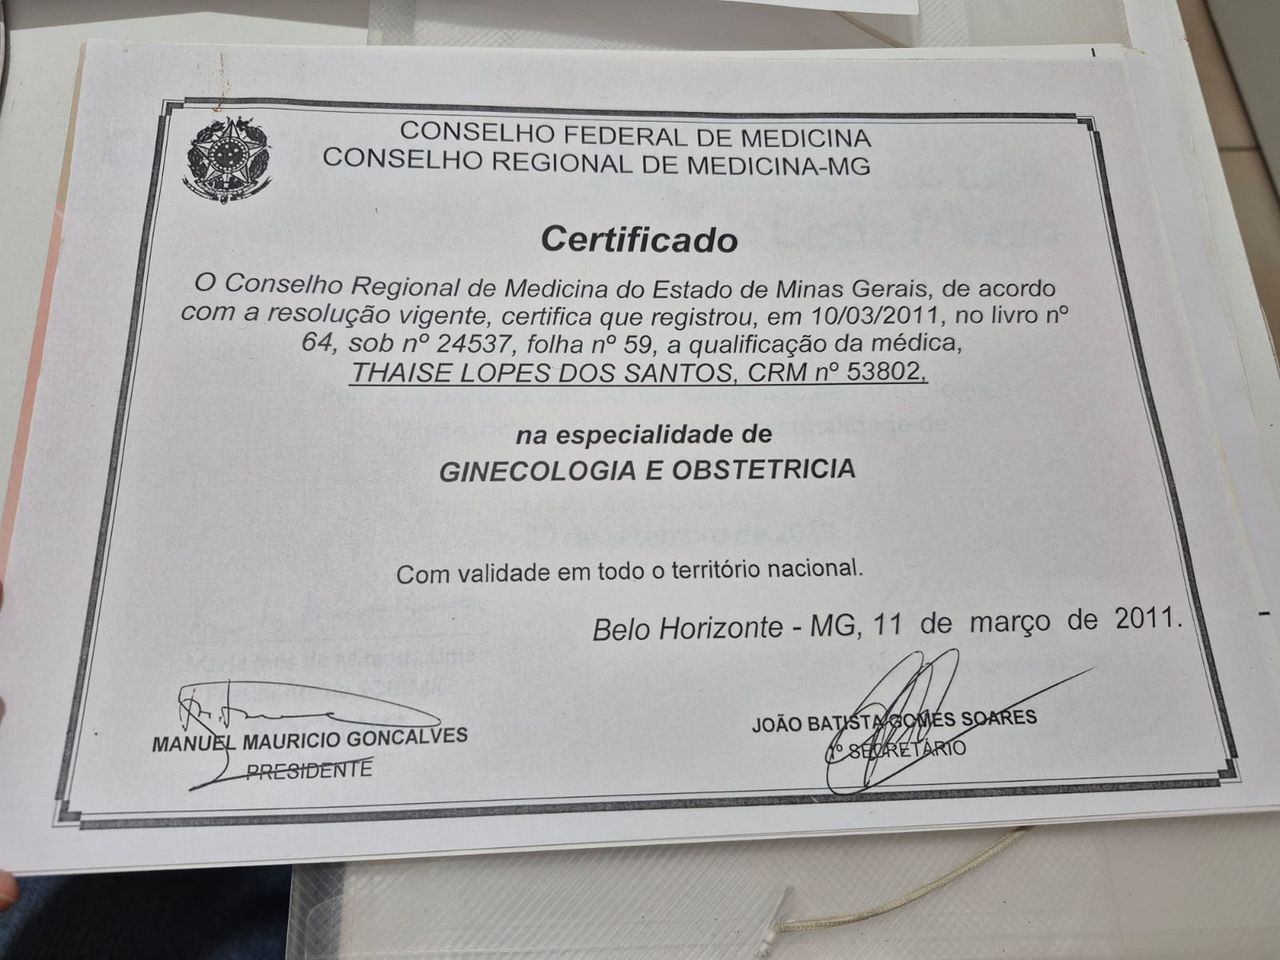 CONSELHO FEDERAL DE MEDICINA
CONSELHO REGIONAL DE MEDICINA-MG
Certificado
O Conselho Regional de Medicina do Estado de Minas Gerais, de acordo
com a resolução vigente, certifica que registrou, em 10/03/2011, no livro nº
64, sob nº 24537, folha nº 59, a qualificação da médica,
THAISE LOPES DOS SANTOS, CRM nº 53802,
na especialidade de
GINECOLOGIA E OBSTETRICIA
Com validade em todo o território nacional.
Belo Horizonte - MG, 11 de março de 2011.
MANUEL MAURICIO GONCALVES
PRESIDENTE
JOÃO BATISTA GOMES SOARES
1º SECRETÁRIO